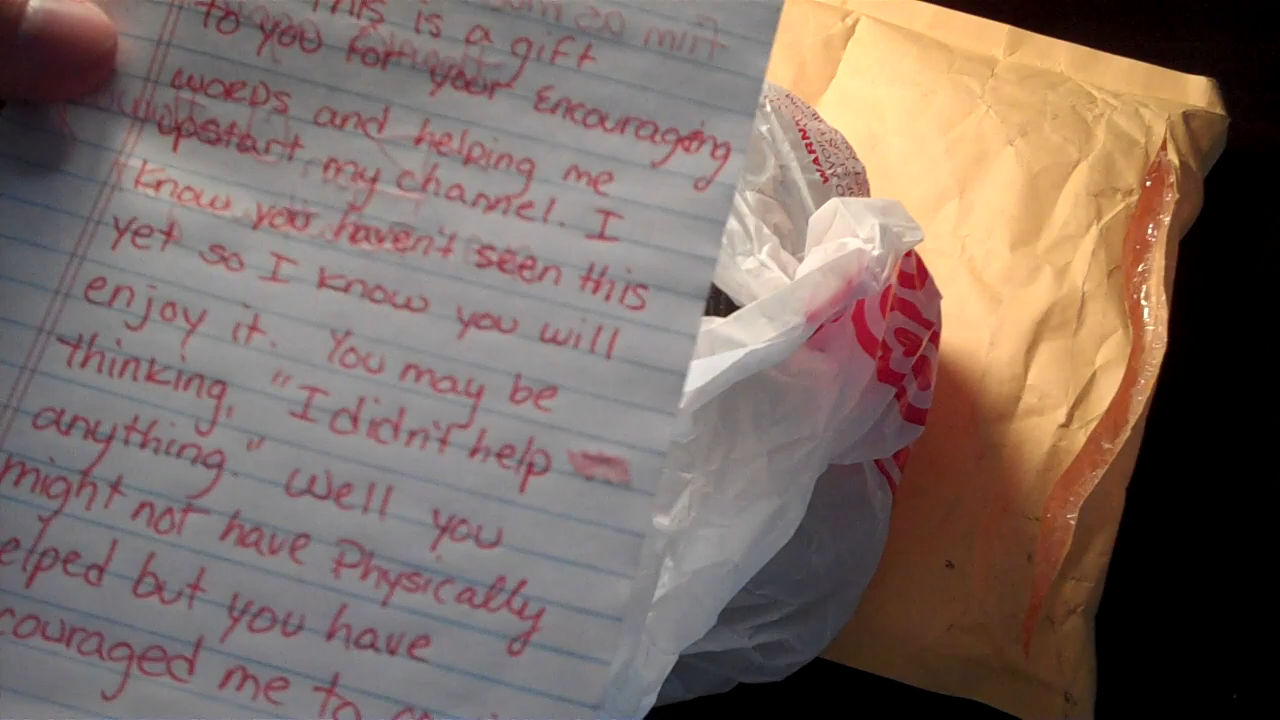 This is a gift
to you for your Encouraging
words and helping me
upstart my channel. I
know you haven't seen this
yet so I know you will
enjoy it. You may be
thinking, "I didn't help
anything." Well you
might not have Physically
elped but you have
couraged me to
WARN